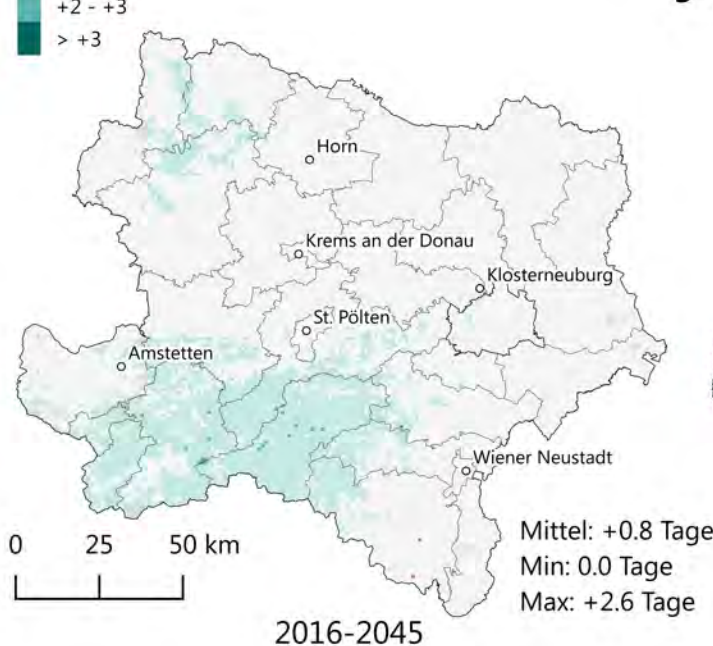 +2 - +3
> +3
Horn
Krems an der Donau
Klosterneuburg
St. Pölten
Amstetten
Wiener Neustadt
0 25 50 km
Mittel: +0.8 Tage
Min: 0.0 Tage
Max: +2.6 Tage
2016-2045